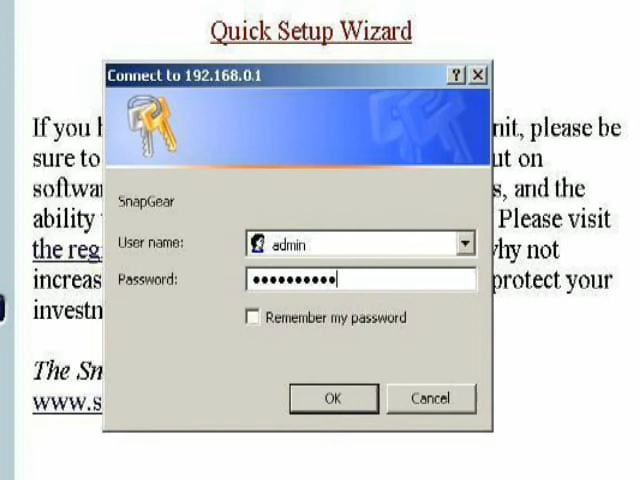 Quick Setup Wizard
Connect to 192.168.0.1
If you
nit, please be
sure to
ut on
softwa
s, and the
ability
Please visit
the reg
hy not
increas
protect your
investn
The Sn
www.s
SnapGear
User name:
admin
Password:
●●●●●●●●●●
Remember my password
OK
Cancel